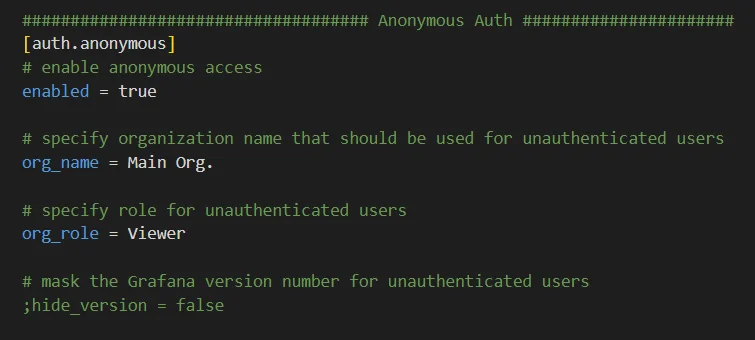 #################################### Anonymous Auth ######################
[auth.anonymous]
# enable anonymous access
enabled = true
# specify organization name that should be used for unauthenticated users
org_name = Main Org.
# specify role for unauthenticated users
org_role = Viewer
# mask the Grafana version number for unauthenticated users
;hide_version = false